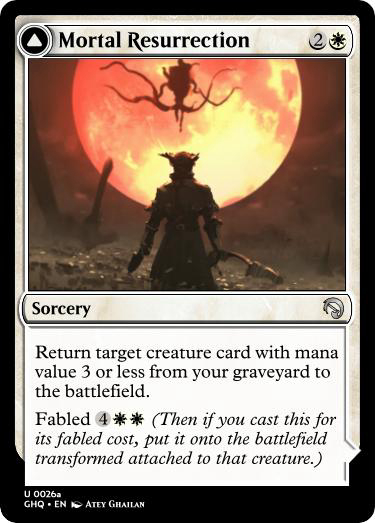 Mortal Resurrection 2
Sorcery
Return target creature card with mana
value 3 or less from your graveyard to
the battlefield.
Fabled 4 (Then if you cast this for
its fabled cost, put it onto the battlefield
transformed attached to that creature.)
U 0026a
GHQ • EN Atey Ghailan